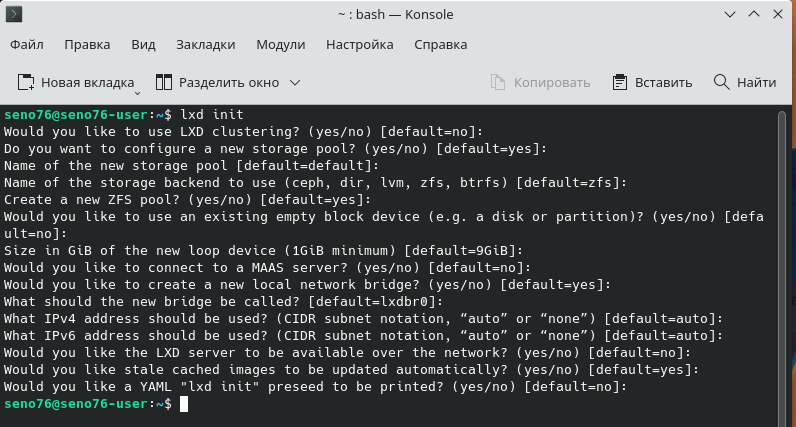 ~ : bash — Konsole
Файл Правка Вид Закладки Модули Настройка Справка
Новая вкладка Разделить окно Копировать Вставить Найти
seno76@seno76-user:~$ lxd init
Would you like to use LXD clustering? (yes/no) [default=no]:
Do you want to configure a new storage pool? (yes/no) [default=yes]:
Name of the new storage pool [default=default]:
Name of the storage backend to use (ceph, dir, lvm, zfs, btrfs) [default=zfs]:
Create a new ZFS pool? (yes/no) [default=yes]:
Would you like to use an existing empty block device (e.g. a disk or partition)? (yes/no) [defa
ult=no]:
Size in GiB of the new loop device (1GiB minimum) [default=9GiB]:
Would you like to connect to a MAAS server? (yes/no) [default=no]:
Would you like to create a new local network bridge? (yes/no) [default=yes]:
What should the new bridge be called? [default=lxdbr0]:
What IPv4 address should be used? (CIDR subnet notation, “auto” or “none”) [default=auto]:
What IPv6 address should be used? (CIDR subnet notation, “auto” or “none”) [default=auto]:
Would you like the LXD server to be available over the network? (yes/no) [default=no]:
Would you like stale cached images to be updated automatically? (yes/no) [default=yes]:
Would you like a YAML "lxd init" preseed to be printed? (yes/no) [default=no]:
seno76@seno76-user:~$